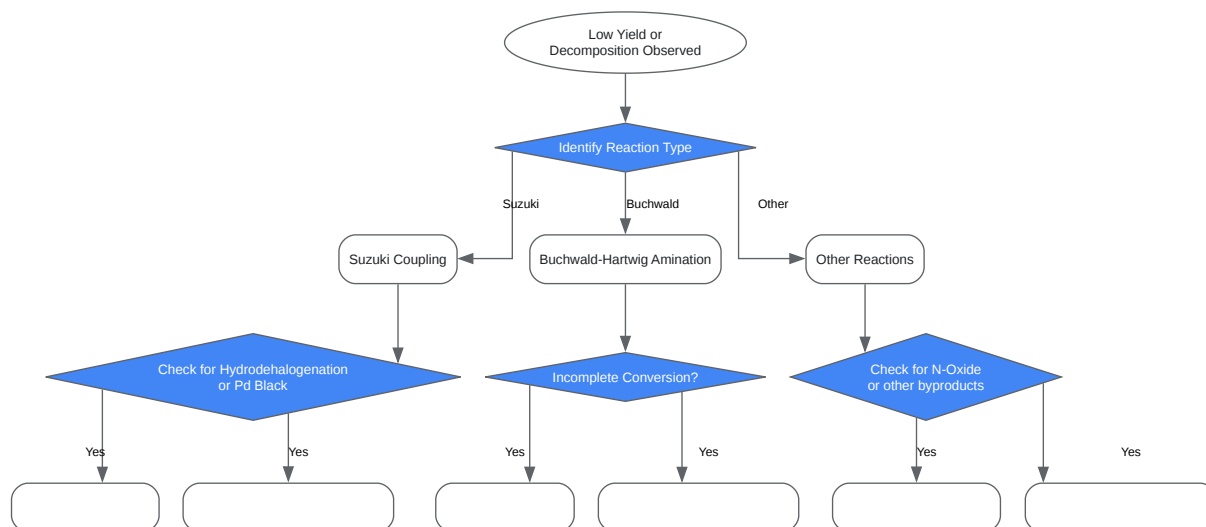 Low Yield or
Decomposition Observed
Identify Reaction Type
Suzuki
Buchwald
Other
Suzuki Coupling
Buchwald-Hartwig Amination
Other Reactions
Check for Hydrodehalogenation
or Pd Black
Incomplete Conversion?
Check for N-Oxide
or other byproducts
Yes
Yes
Yes
Yes
Yes
Yes